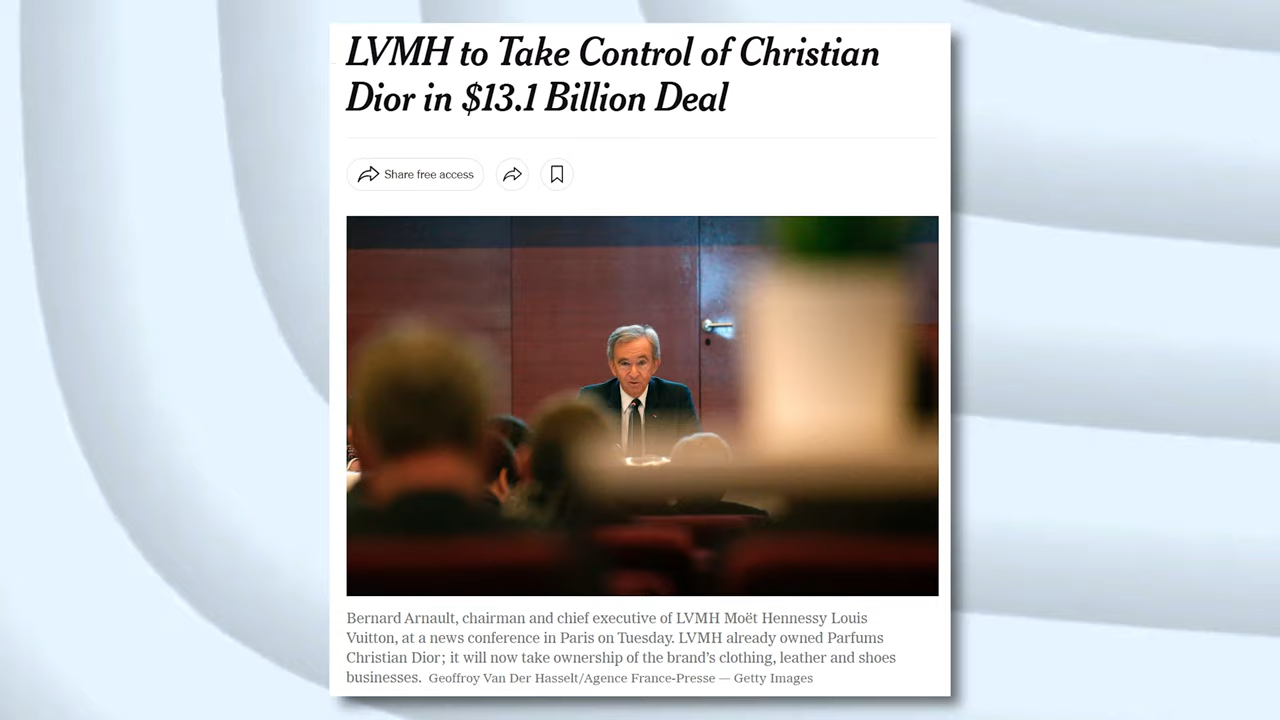 LVMH to Take Control of Christian
Dior in $13.1 Billion Deal
Share free access
Bernard Arnault, chairman and chief executive of LVMH Moët Hennessy Louis
Vuitton, at a news conference in Paris on Tuesday. LVMH already owned Parfums
Christian Dior; it will now take ownership of the brand’s clothing, leather and shoes
businesses. Geoffroy Van Der Hasselt/Agence France-Presse — Getty Images